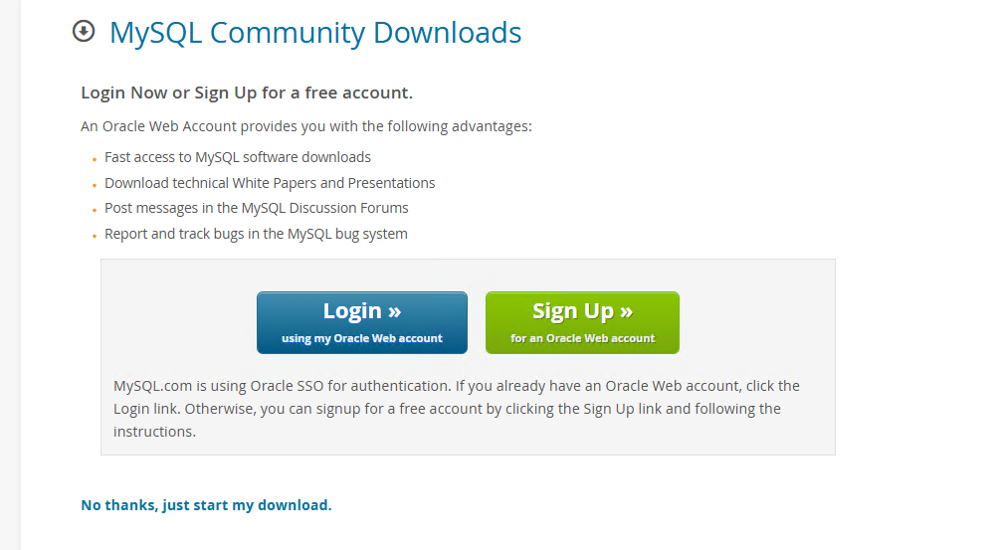 MySQL Community Downloads
Login Now or Sign Up for a free account.
An Oracle Web Account provides you with the following advantages:
Fast access to MySQL software downloads
Download technical White Papers and Presentations
Post messages in the MySQL Discussion Forums
Report and track bugs in the MySQL bug system
Login »
using my Oracle Web account
Sign Up »
for an Oracle Web account
MySQL.com is using Oracle SSO for authentication. If you already have an Oracle Web account, click the
Login link. Otherwise, you can signup for a free account by clicking the Sign Up link and following the
instructions.
No thanks, just start my download.